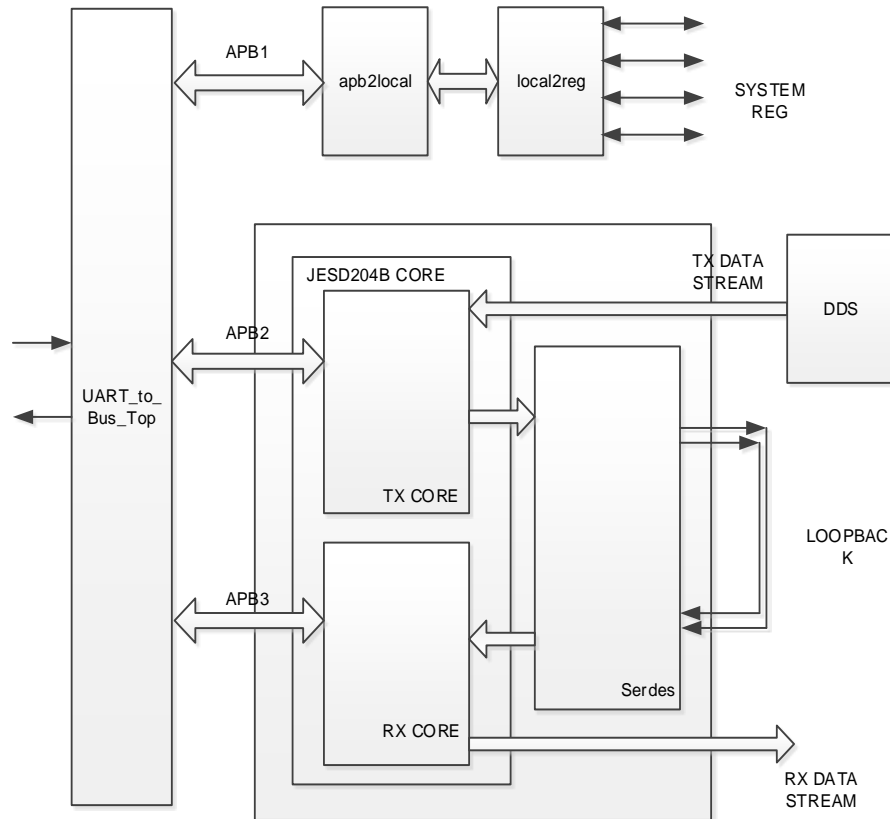 APB1
apb2local
local2reg
SYSTEM
REG
JESD204B CORE
TX DATA
STREAM
DDS
APB2
UART_to_
Bus_Top
TX CORE
LOOPBAC
K
APB3
Serdes
RX CORE
RX DATA
STREAM